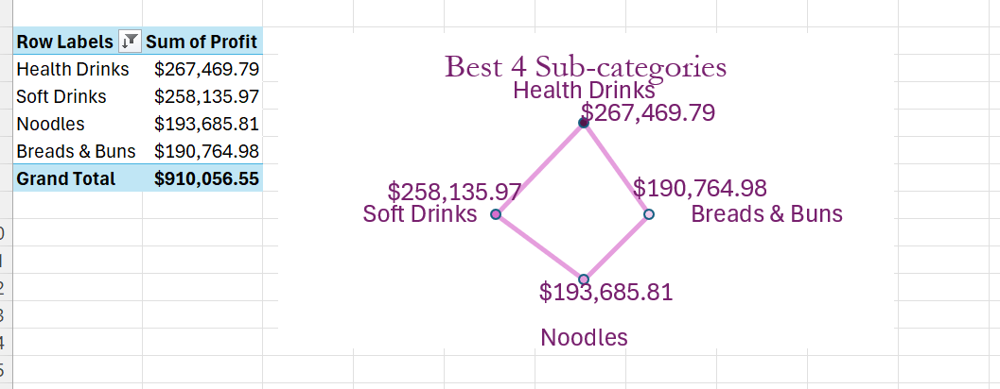 Row Labels Sum of Profit
Health Drinks $267,469.79
Soft Drinks $258,135.97
Noodles $193,685.81
Breads & Buns $190,764.98
Grand Total $910,056.55
Best 4 Sub-categories
Health Drinks
$267,469.79
$258,135.97 $190,764.98
Soft Drinks Breads & Buns
$193,685.81
Noodles